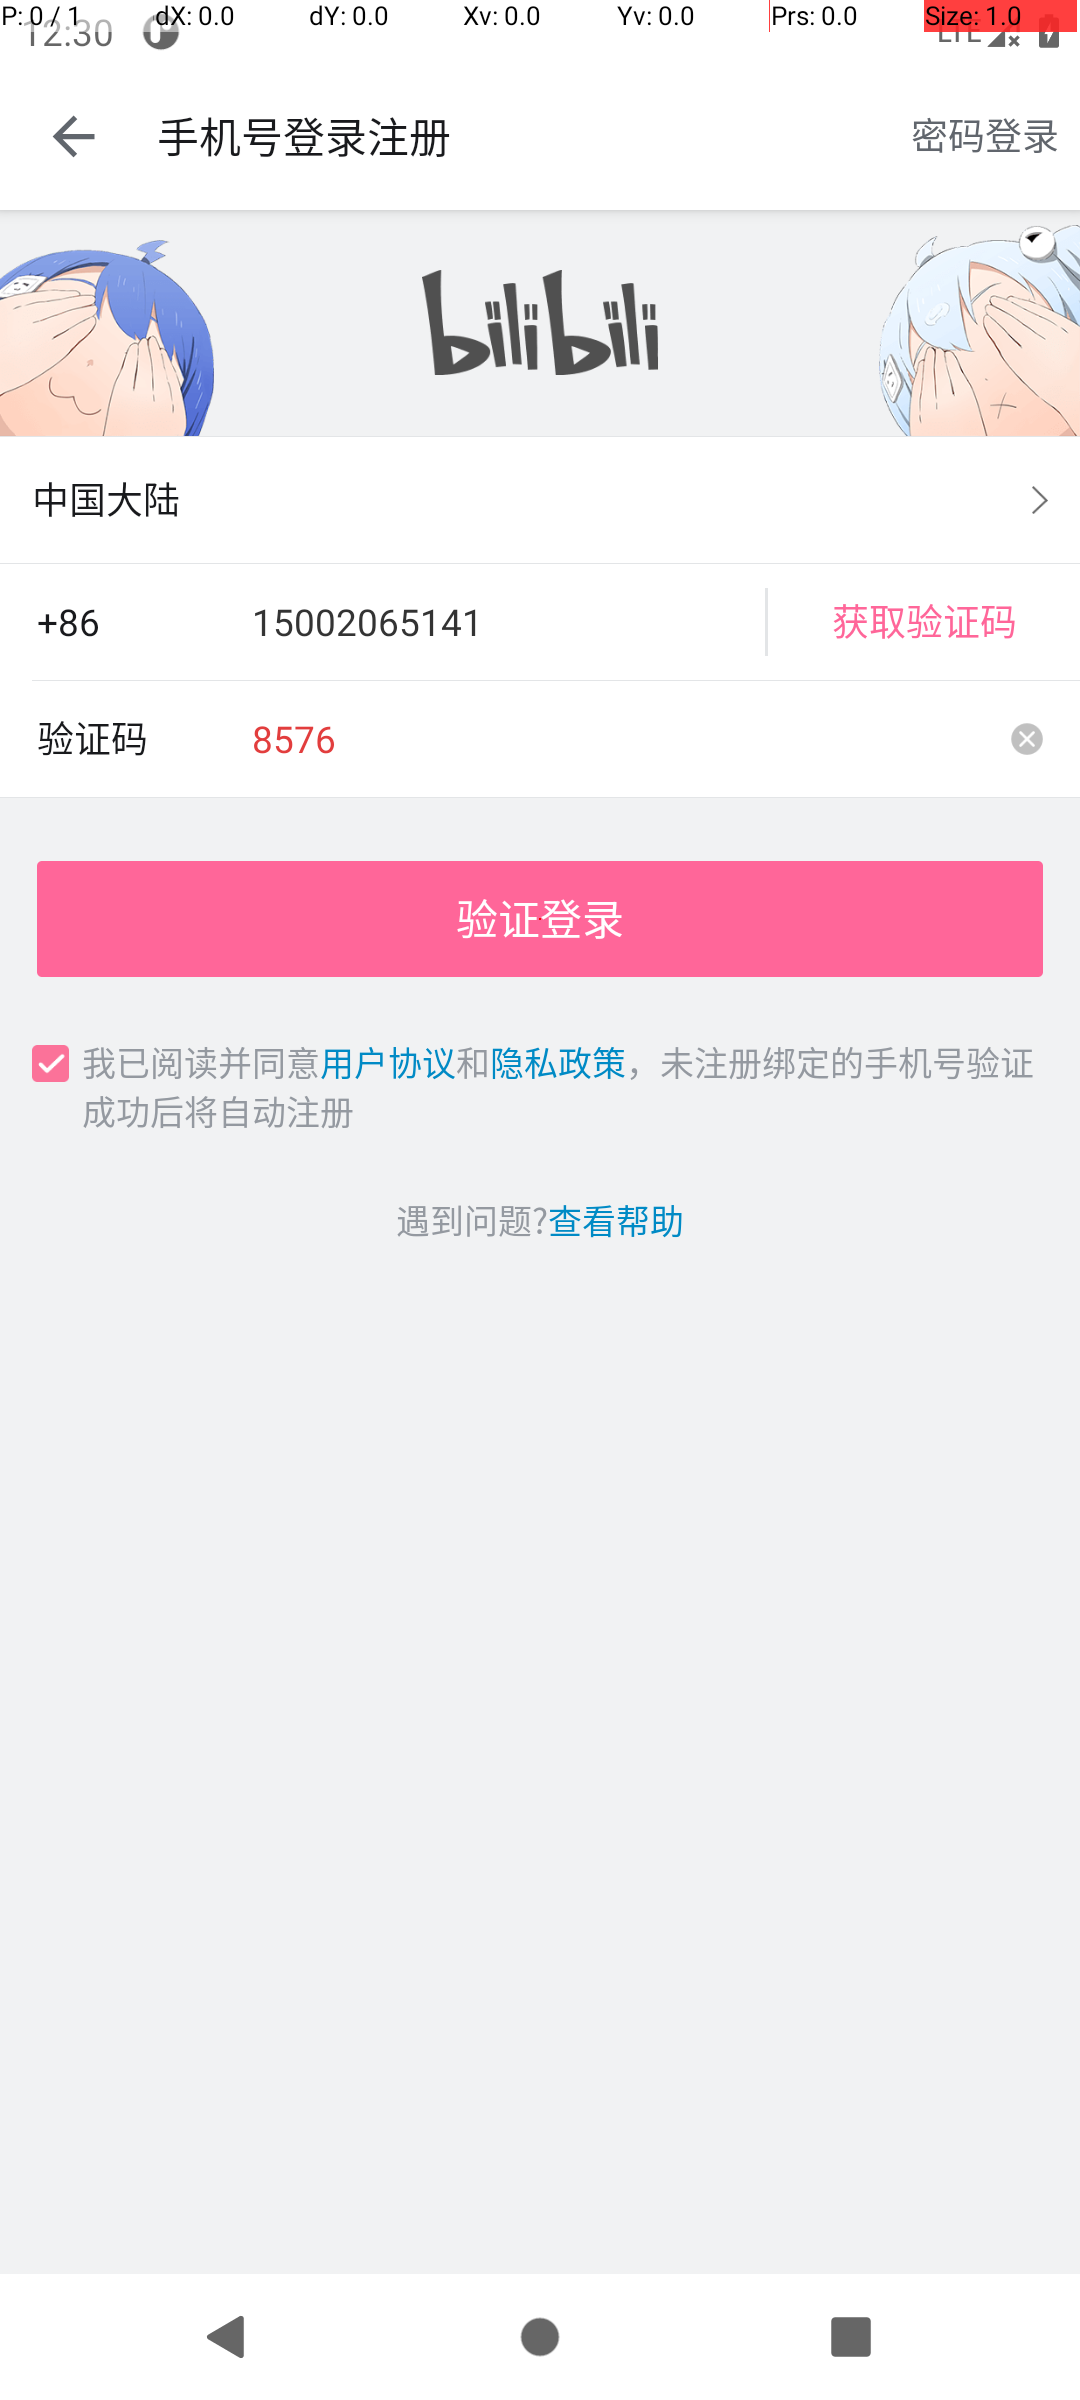 P: 0 / 1 dX: 0.0 dY: 0.0 Xv: 0.0 Yv: 0.0 Prs: 0.0 Size: 1.0
12:30 LTE
手机号登录注册 密码登录
bilibili
中国大陆
+86 15002065141 获取验证码
验证码 8576
验证登录
我已阅读并同意用户协议和隐私政策，未注册绑定的手机号验证
成功后将自动注册
遇到问题?查看帮助